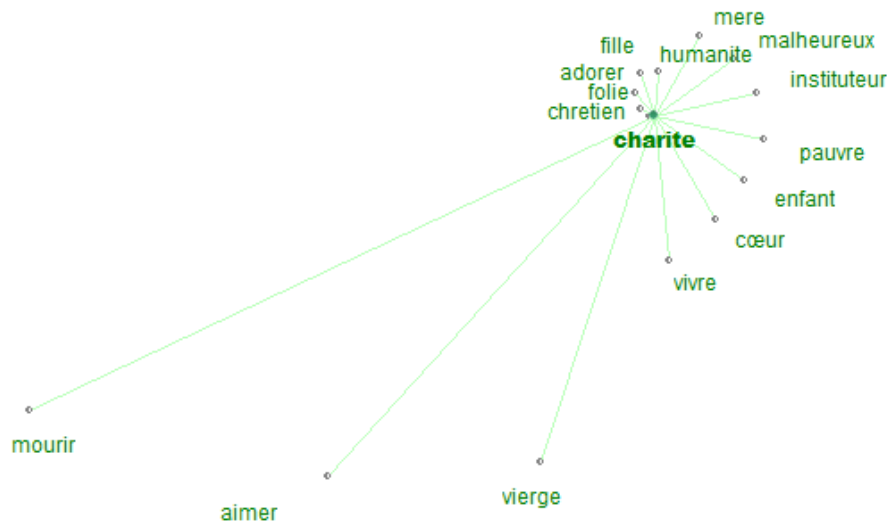 mere
malheureux
fille
humanite
adorer
instituteur
folie
chretien
charite
pauvre
enfant
cœur
vivre
mourir
vierge
aimer